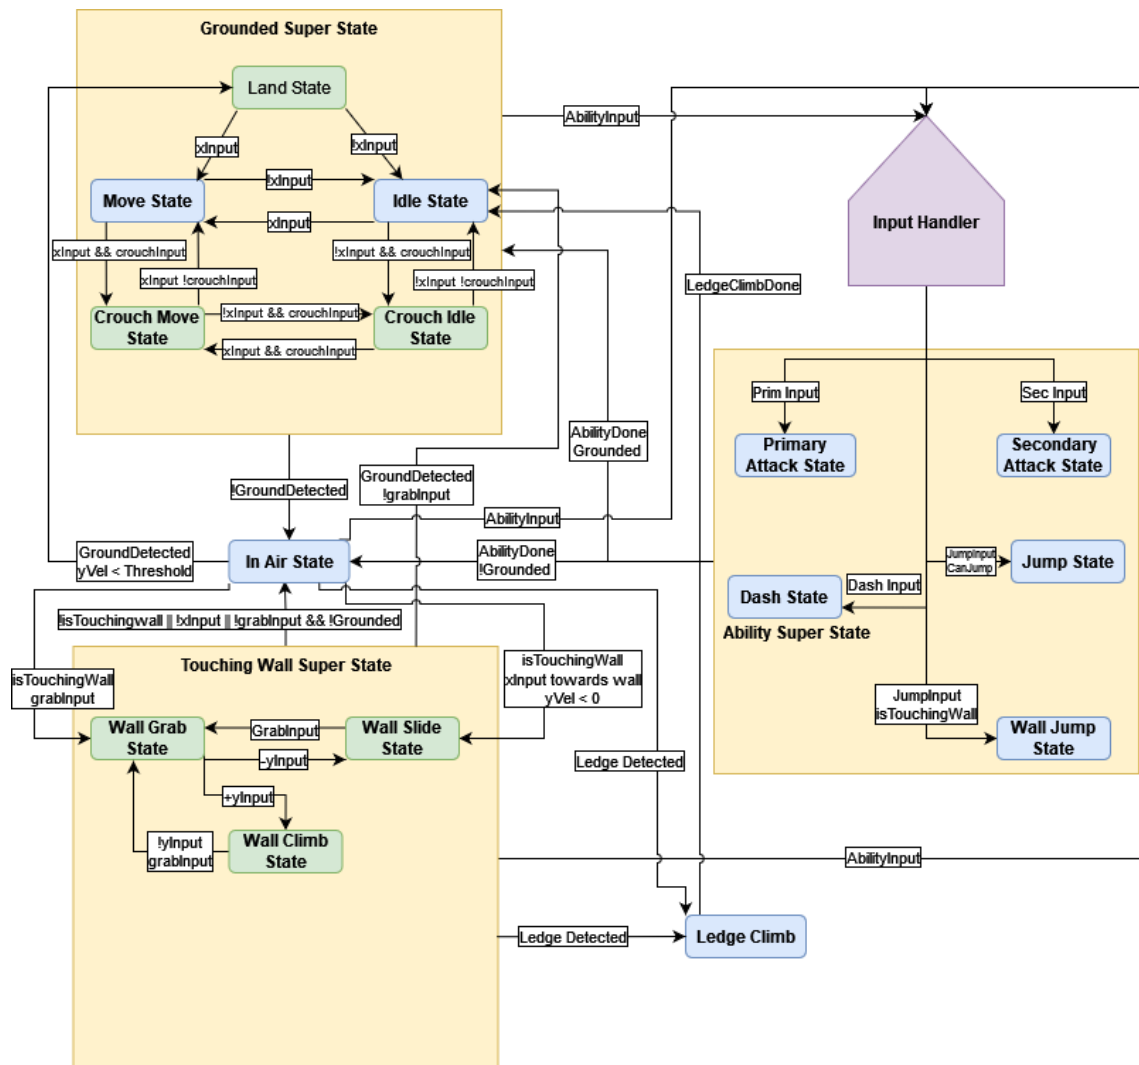 Grounded Super State
Land State
AbilityInput
xInput
!xInput
Move State
!xInput
Idle State
xInput
Input Handler
xInput && crouchInput
!xInput && crouchInput
xInput !crouchInput
!xInput !crouchInput
LedgeClimbDone
Crouch Move
State
!xInput && crouchInput
Crouch Idle
State
xInput && crouchInput
Prim Input
Sec Input
AbilityDone
Grounded
Primary
Attack State
Secondary
Attack State
GroundDetected
!grabInput
!GroundDetected
AbilityInput
GroundDetected
yVel < Threshold
In Air State
AbilityDone
!Grounded
JumpInput
CanJump
Jump State
Dash Input
Dash State
!isTouchingwall || !xInput || !grabInput && !Grounded
Ability Super State
Touching Wall Super State
isTouchingWall
grabInput
isTouchingWall
xInput towards wall
yVel < 0
JumpInput
isTouchingWall
Wall Grab
State
GrabInput
Wall Slide
State
Wall Jump
State
-yInput
Ledge Detected
+yInput
!yInput
grabInput
Wall Climb
State
AbilityInput
Ledge Detected
Ledge Climb